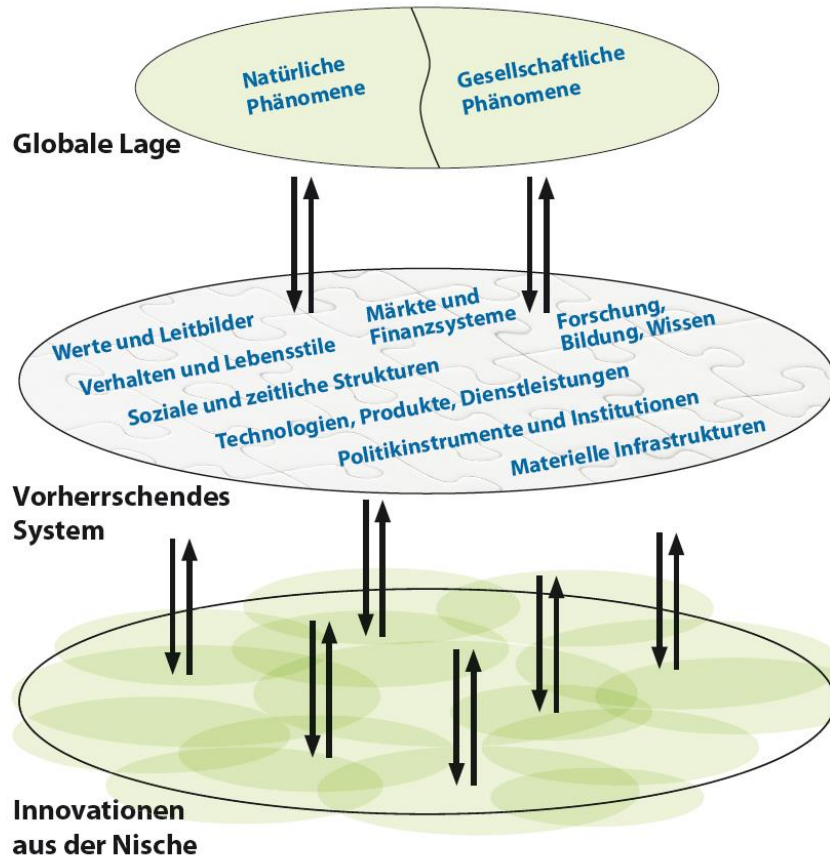 Natürliche
Phänomene
Gesellschaftliche
Phänomene
Globale Lage
Werte und Leitbilder
Märkte und
Finanzsysteme
Forschung,
Bildung, Wissen
Verhalten und Lebensstile
Soziale und zeitliche Strukturen
Technologien, Produkte, Dienstleistungen
Politikinstrumente und Institutionen
Materielle Infrastrukturen
Vorherrschendes
System
Innovationen
aus der Nische